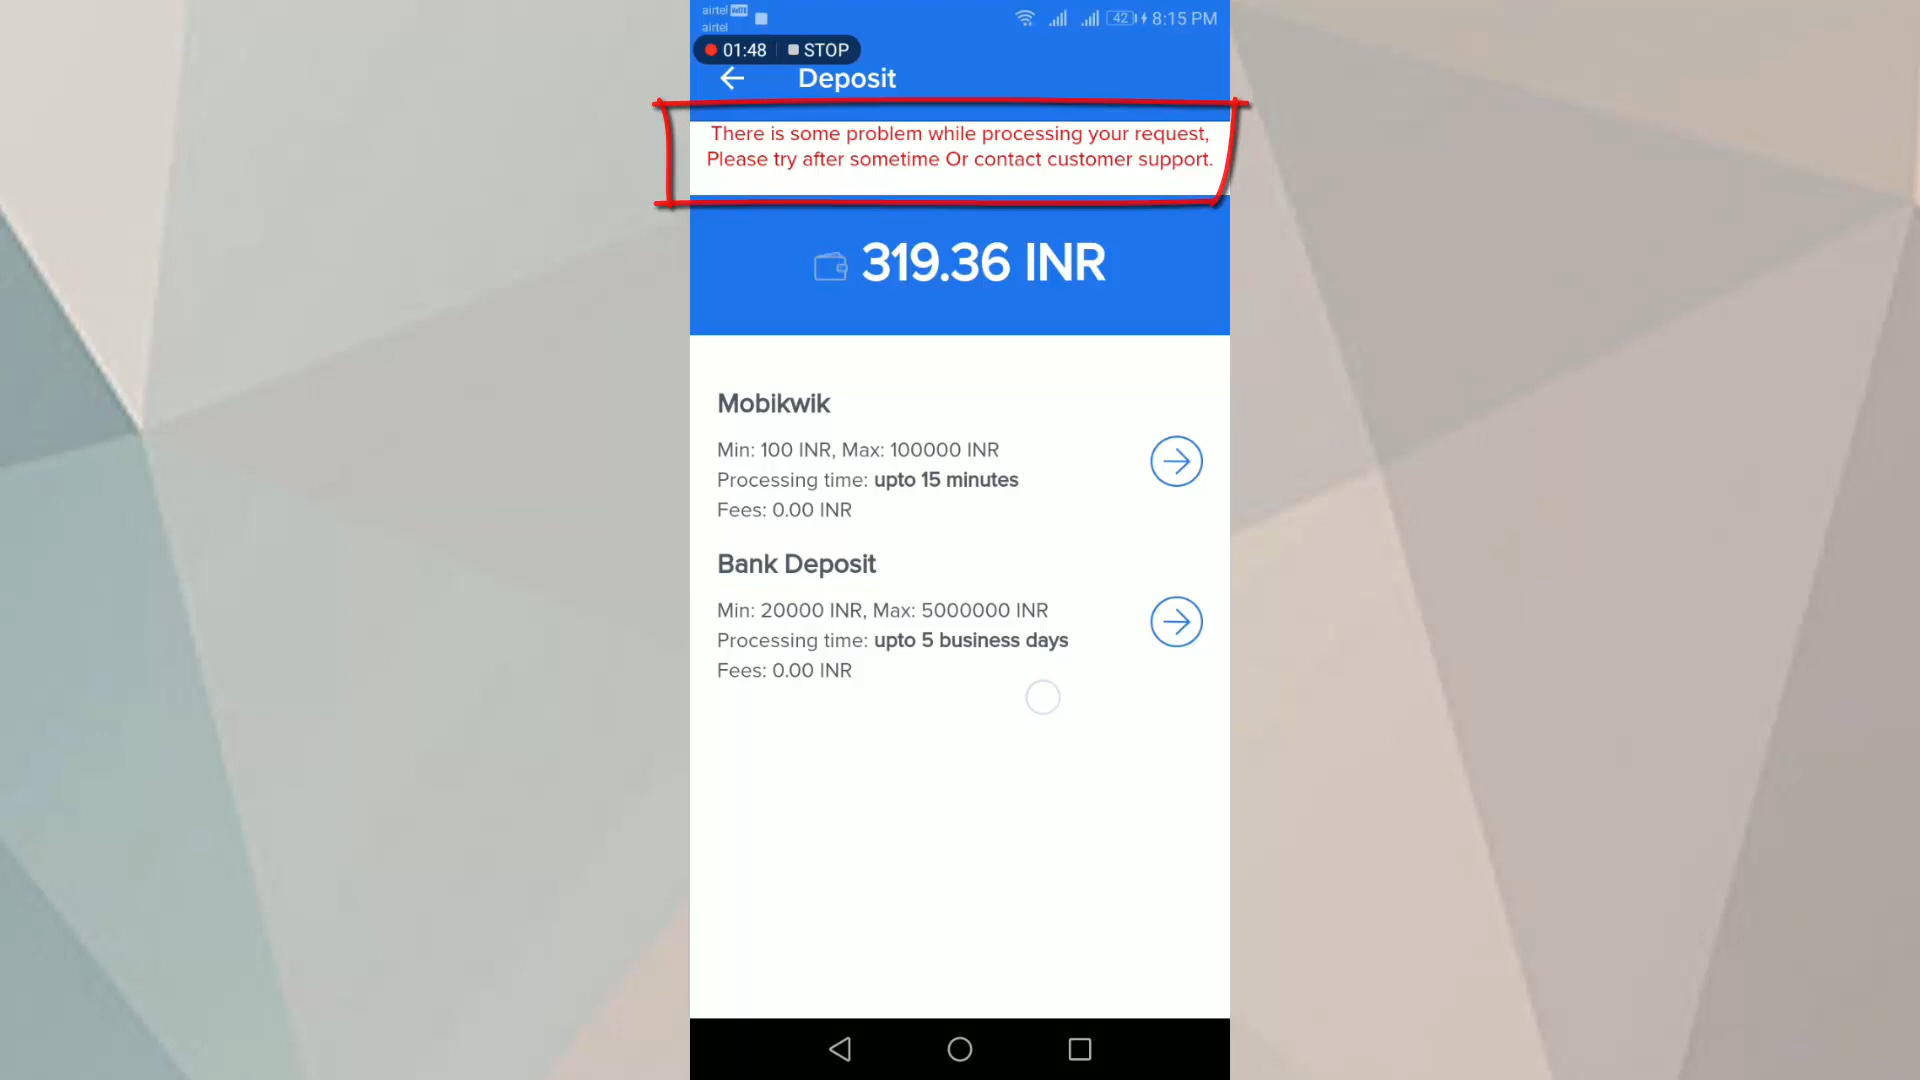 airtel
airtel
42 8:15 PM
01:48 STOP
Deposit
There is some problem while processing your request,
Please try after sometime Or contact customer support.
319.36 INR
Mobikwik
Min: 100 INR, Max: 100000 INR
Processing time: upto 15 minutes
Fees: 0.00 INR
Bank Deposit
Min: 20000 INR, Max: 5000000 INR
Processing time: upto 5 business days
Fees: 0.00 INR